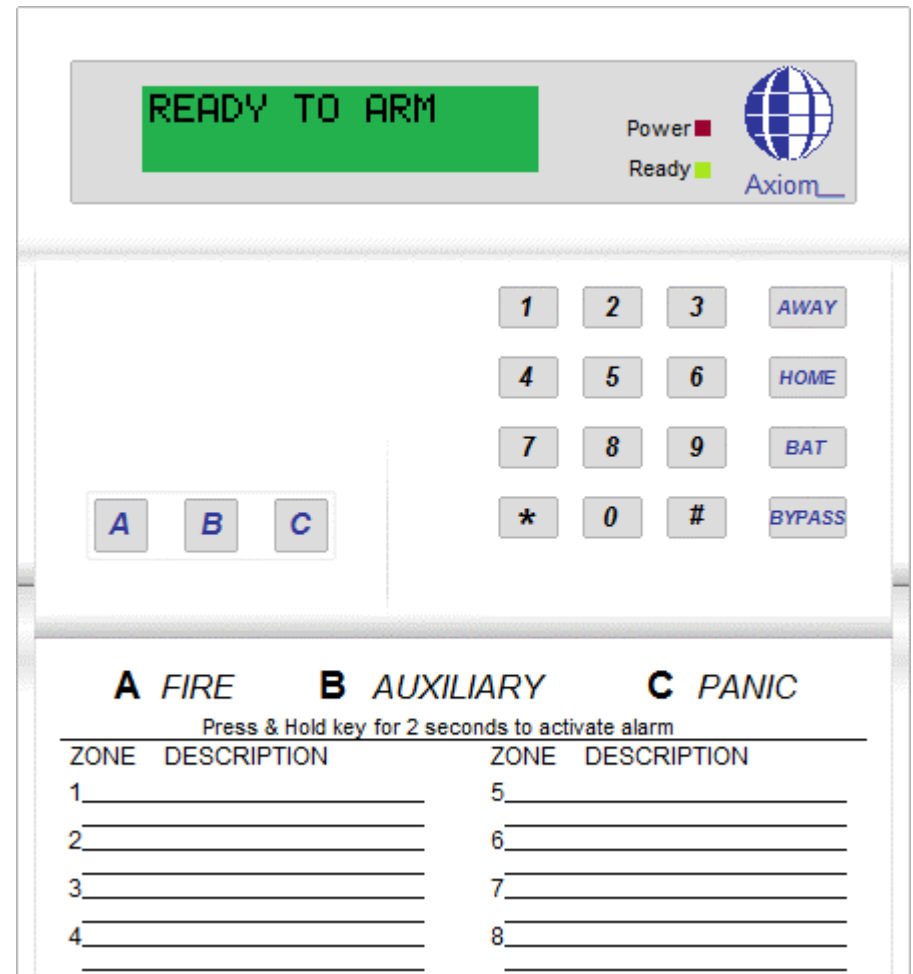 READY TO ARM
Power
Ready
Axiom__
1 2 3 AWAY
4 5 6 HOME
7 8 9 BAT
* 0 # BYPASS
A B C
A FIRE B AUXILIARY C PANIC
Press & Hold key for 2 seconds to activate alarm
ZONE DESCRIPTION ZONE DESCRIPTION
1 5
2 6
3 7
4 8